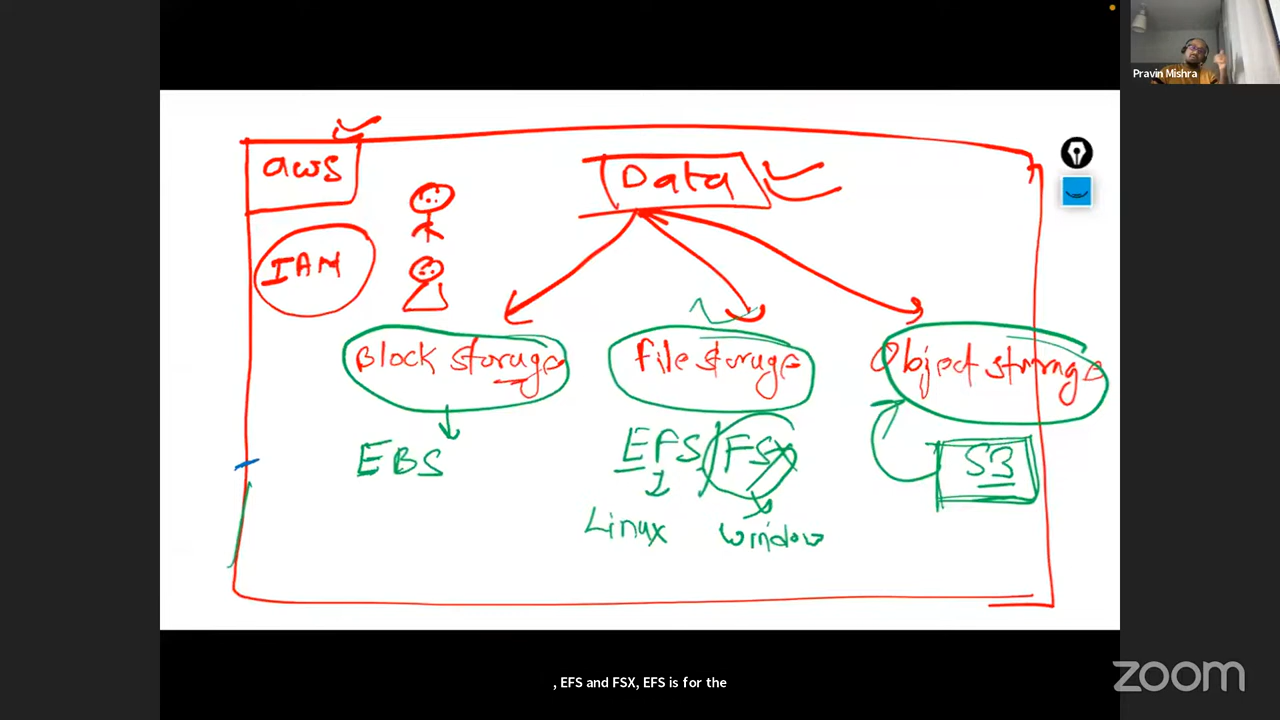 Pravin Mishra
aws
Data
IAM
Block storage
File storage
Object storage
EBS
EFS FSX
S3
Linux
Window
, EFS and FSX, EFS is for the
zoom